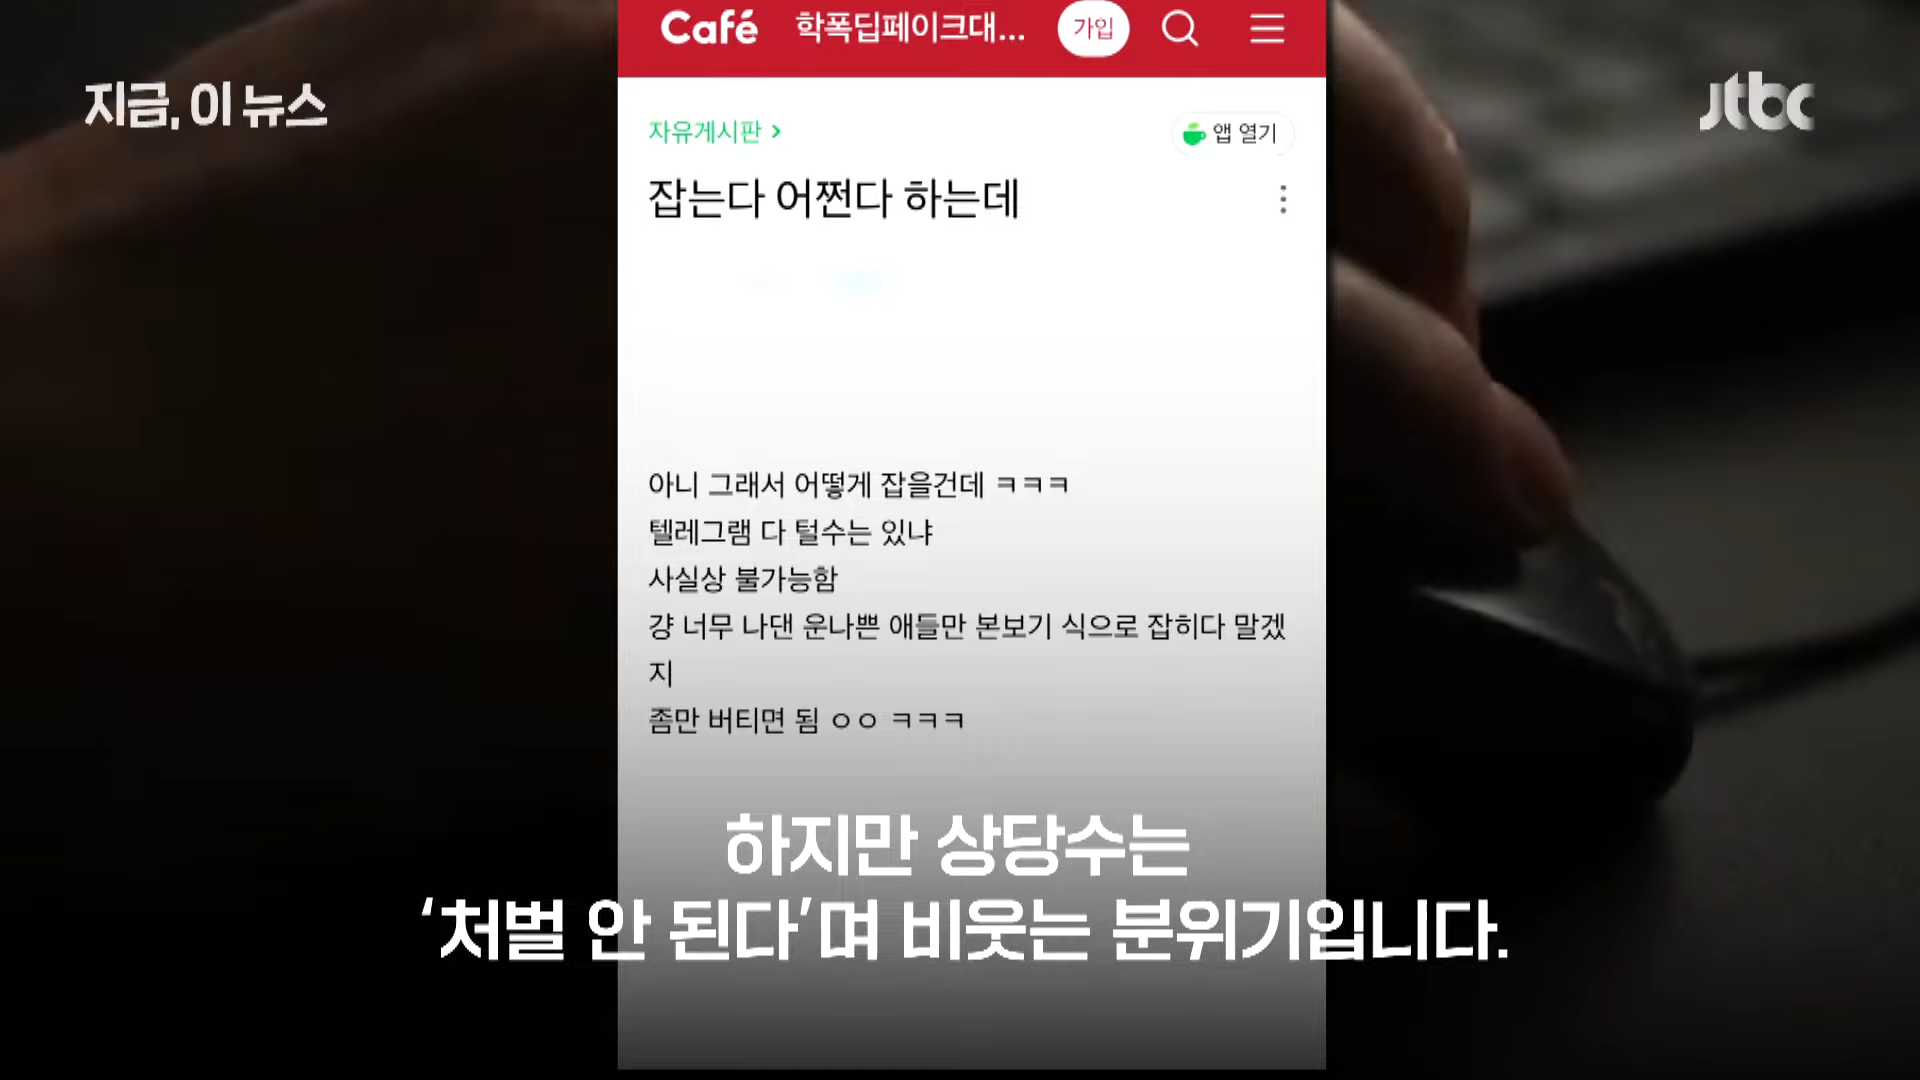 Café 학폭딥페이크대... 가입
지금, 이 뉴스
jtbc
자유게시판 >
앱 열기
잡는다 어쩐다 하는데
아니 그래서 어떻게 잡을건데 ㅋㅋㅋ
텔레그램 다 털수는 있냐
사실상 불가능함
걍 너무 나댄 운나쁜 애들만 본보기 식으로 잡히다 말겠
지
좀만 버티면 됨 ㅇㅇ ㅋㅋㅋ
하지만 상당수는
‘처벌 안 된다’며 비웃는 분위기입니다.